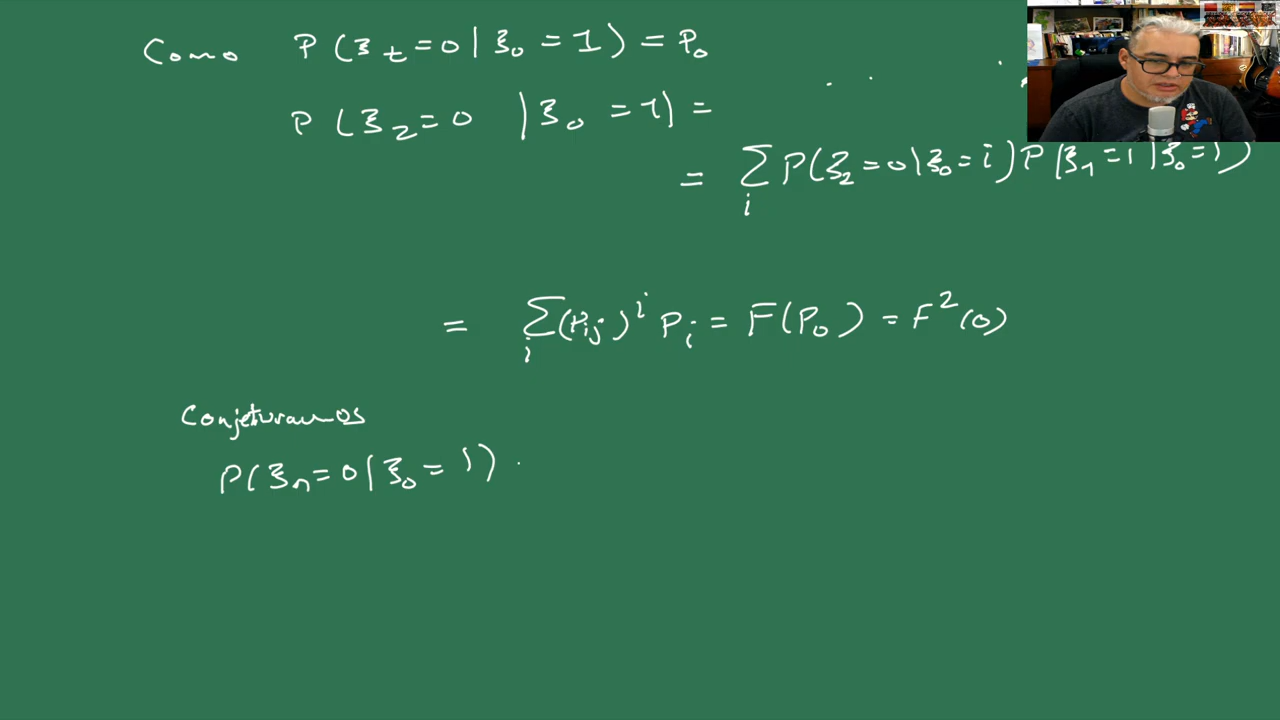 Como P(ξ_t = 0 | ξ_0 = 1) = P_0
P(ξ_2 = 0 | ξ_0 = 1) =
= Σ_i P(ξ_2 = 0 | ξ_0 = i) P(ξ_1 = 1 | ξ_0 = 1)
= Σ_i (P_ij)^i P_i = F(P_0) = F^2(0)
Conjeturamos
P(ξ_n = 0 | ξ_0 = 1)